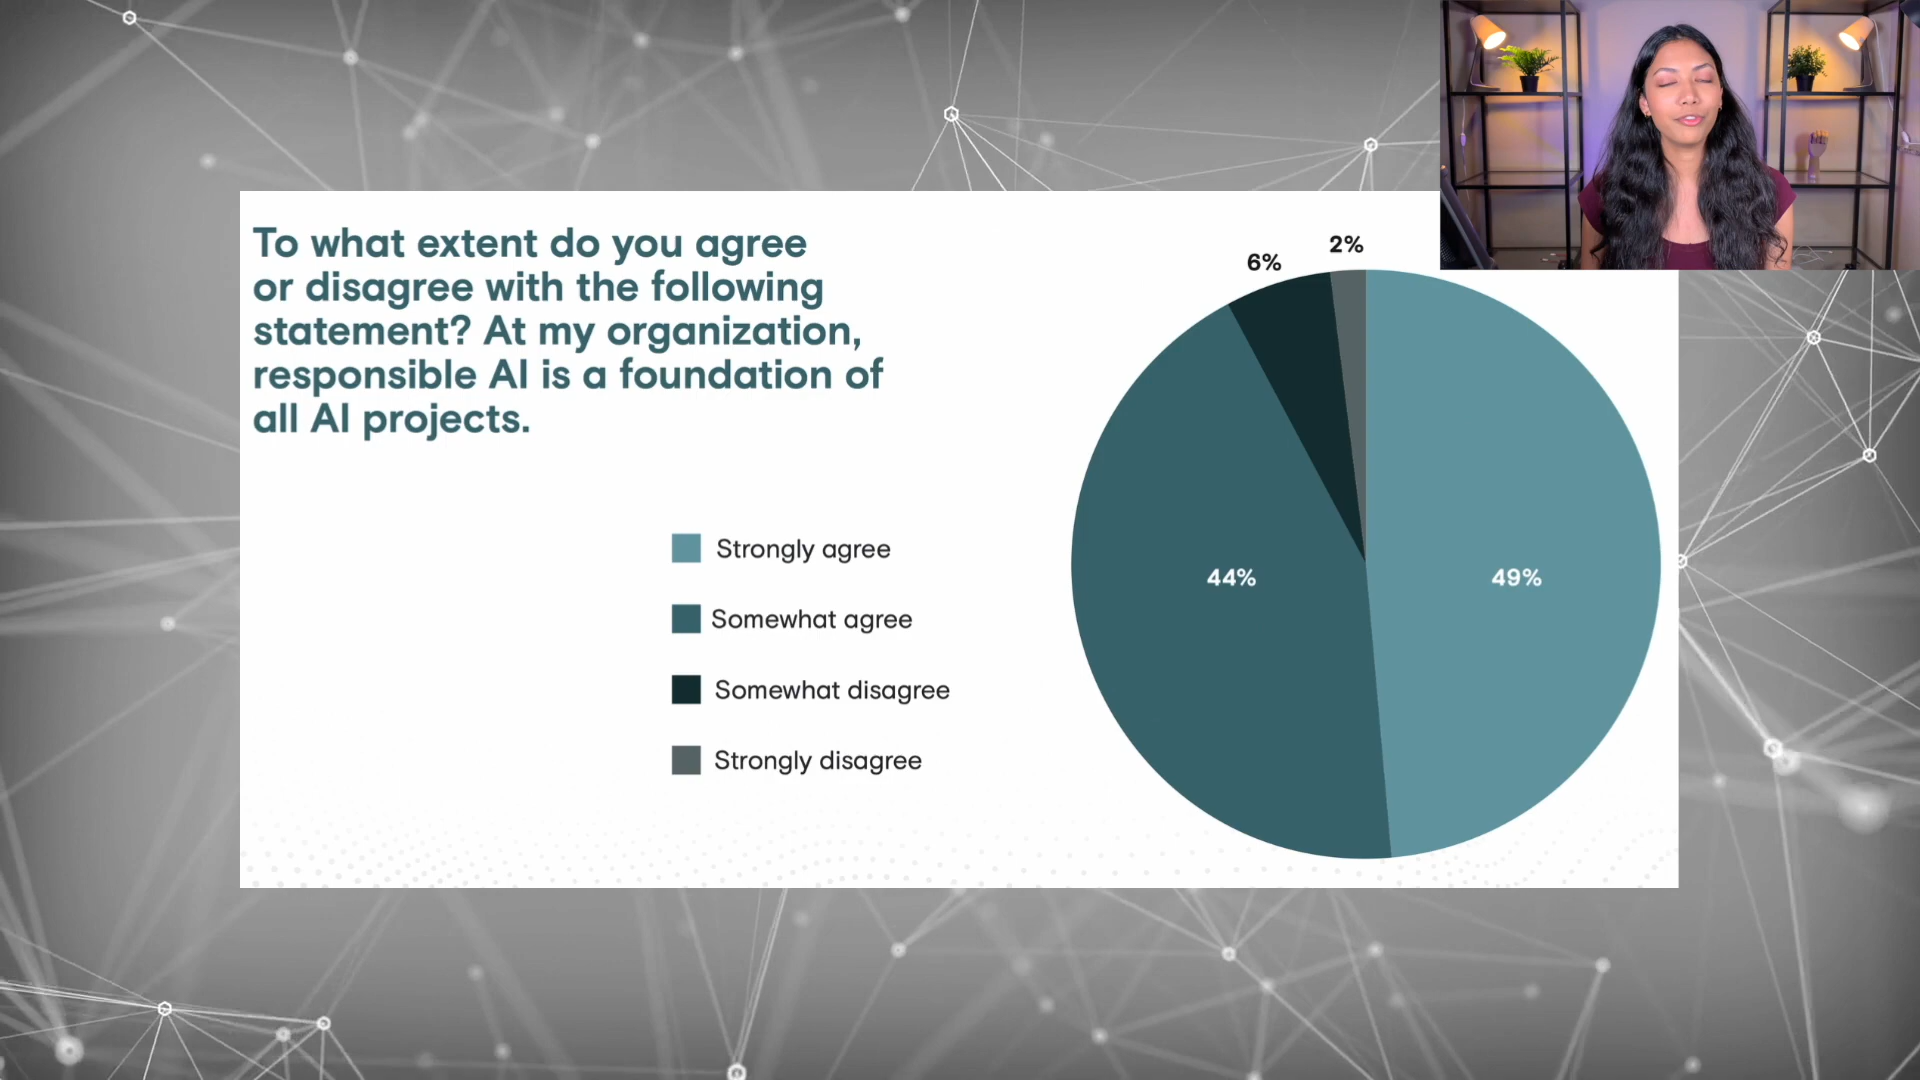 To what extent do you agree
or disagree with the following
statement? At my organization,
responsible AI is a foundation of
all AI projects.
2%
6%
44%
49%
Strongly agree
Somewhat agree
Somewhat disagree
Strongly disagree